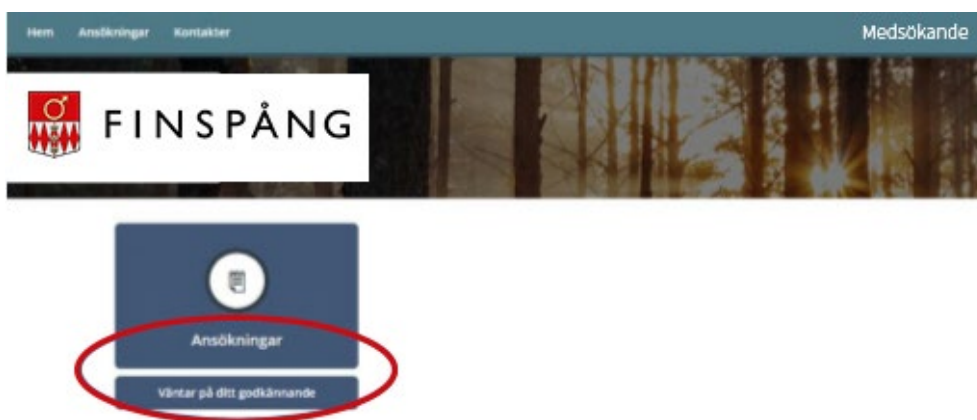 Hem Ansökningar Kontakter Medsökande
FINSPÅNG
Ansökningar
Väntar på ditt godkännande